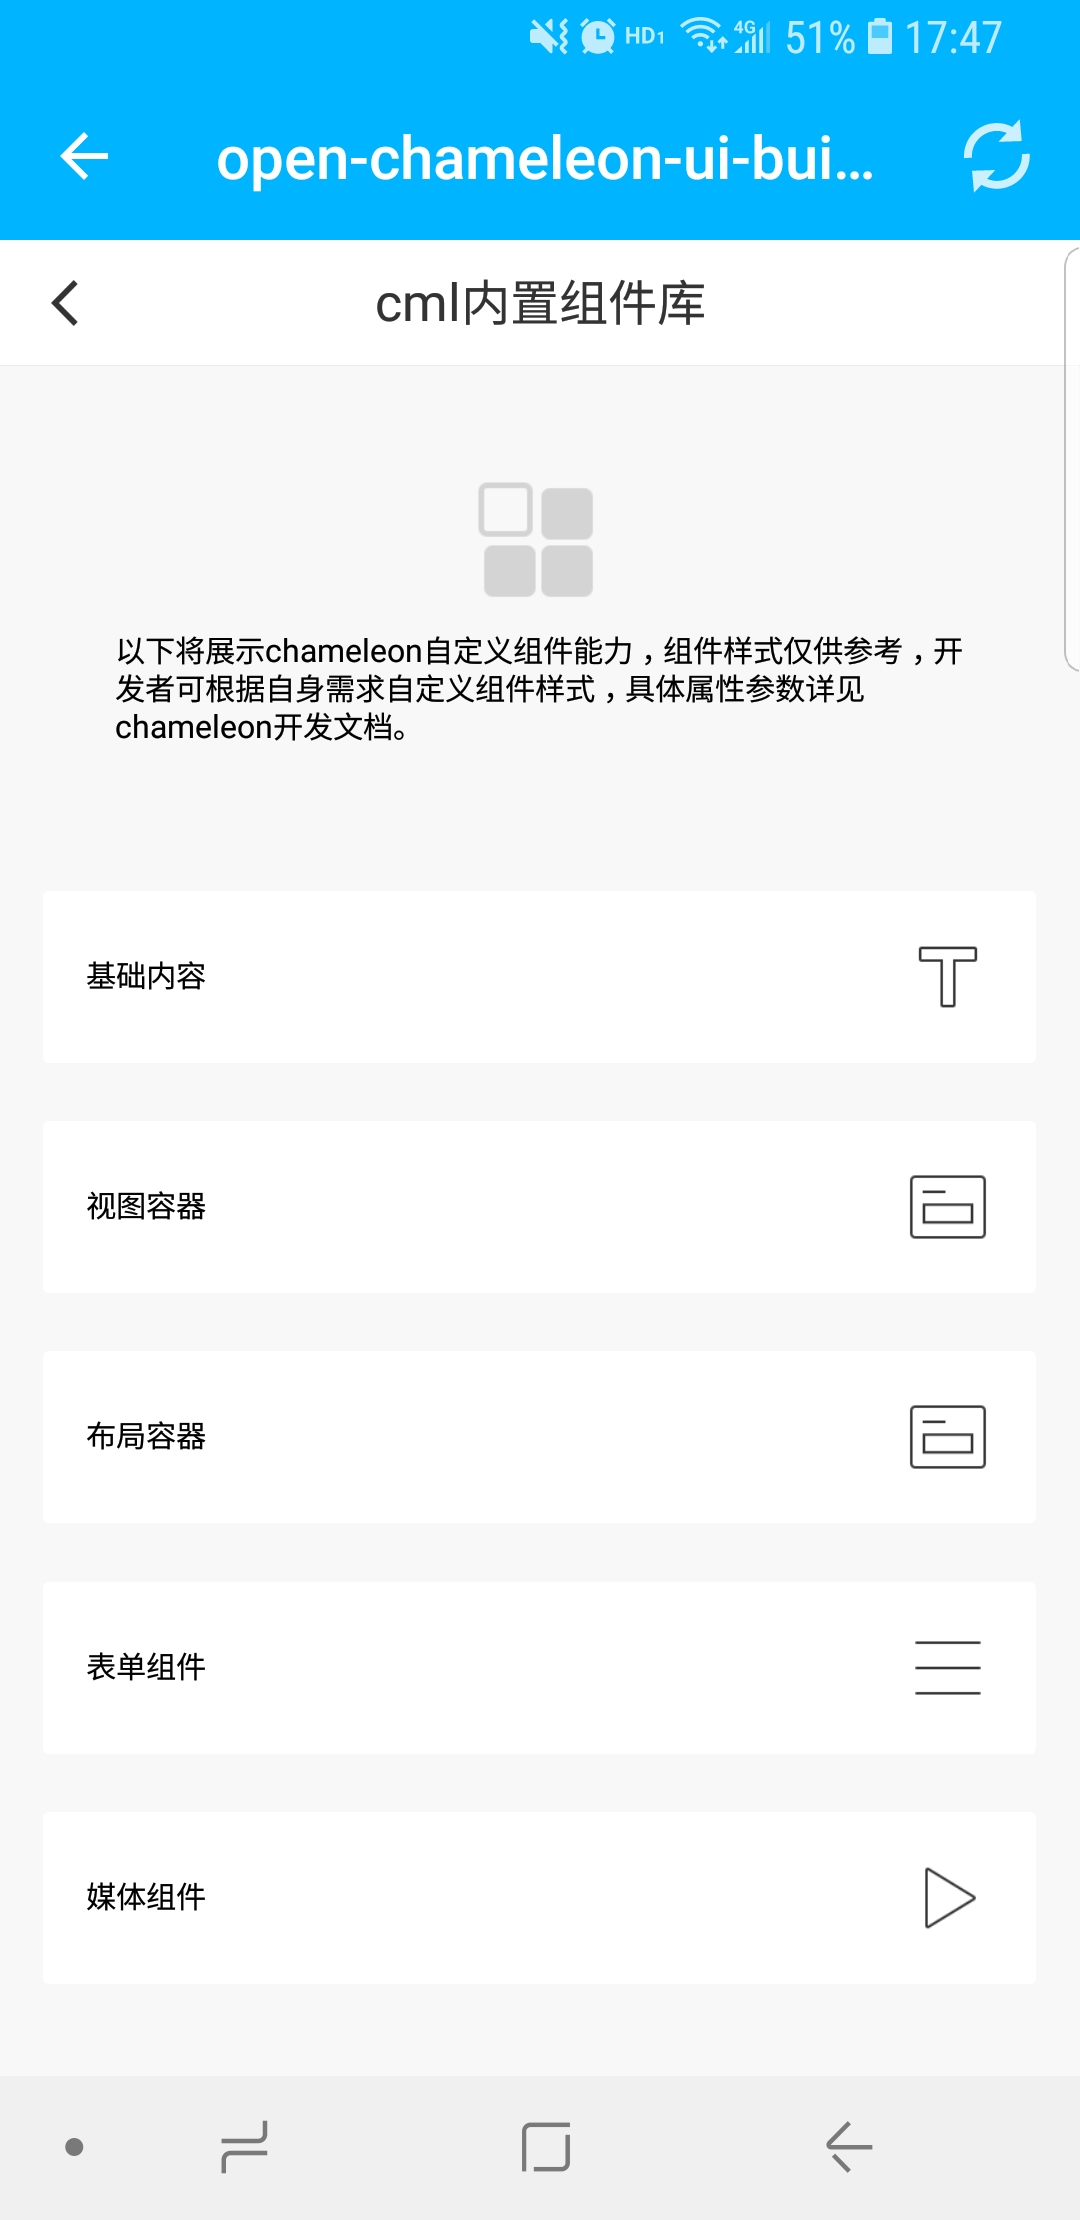 HD1 4G 51% 17:47
open-chameleon-ui-bui...
cml内置组件库
以下将展示chameleon自定义组件能力，组件样式仅供参考，开
发者可根据自身需求自定义组件样式，具体属性参数详见
chameleon开发文档。
基础内容
视图容器
布局容器
表单组件
媒体组件